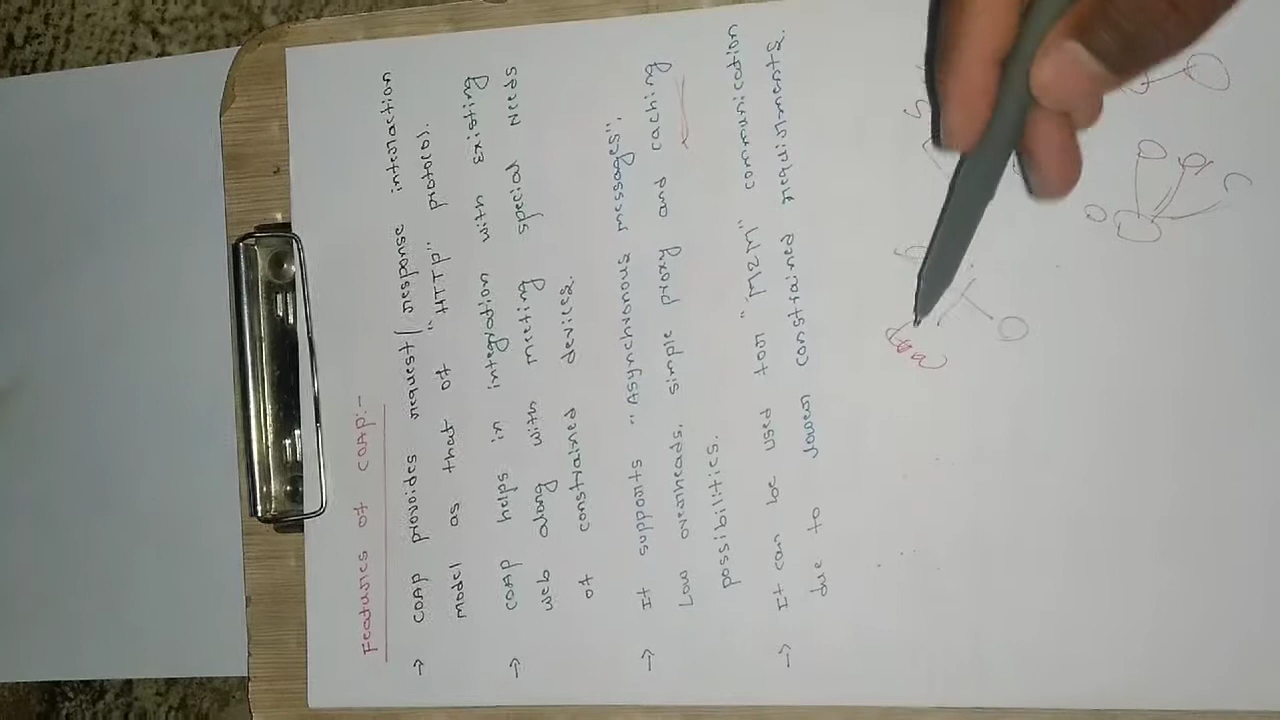 Features of COAP:-
→ COAP provoides request/response interaction
model as that of "HTTP" protocol.
→ COAP helps in integration with existing
web along with meeting special needs
of constrained devices.
→ It supports "Asynchronous messages",
Low overheads, simple proxy and caching
possibilities.
→ It can be used for "M2M" communication
due to lower constrained requirments.